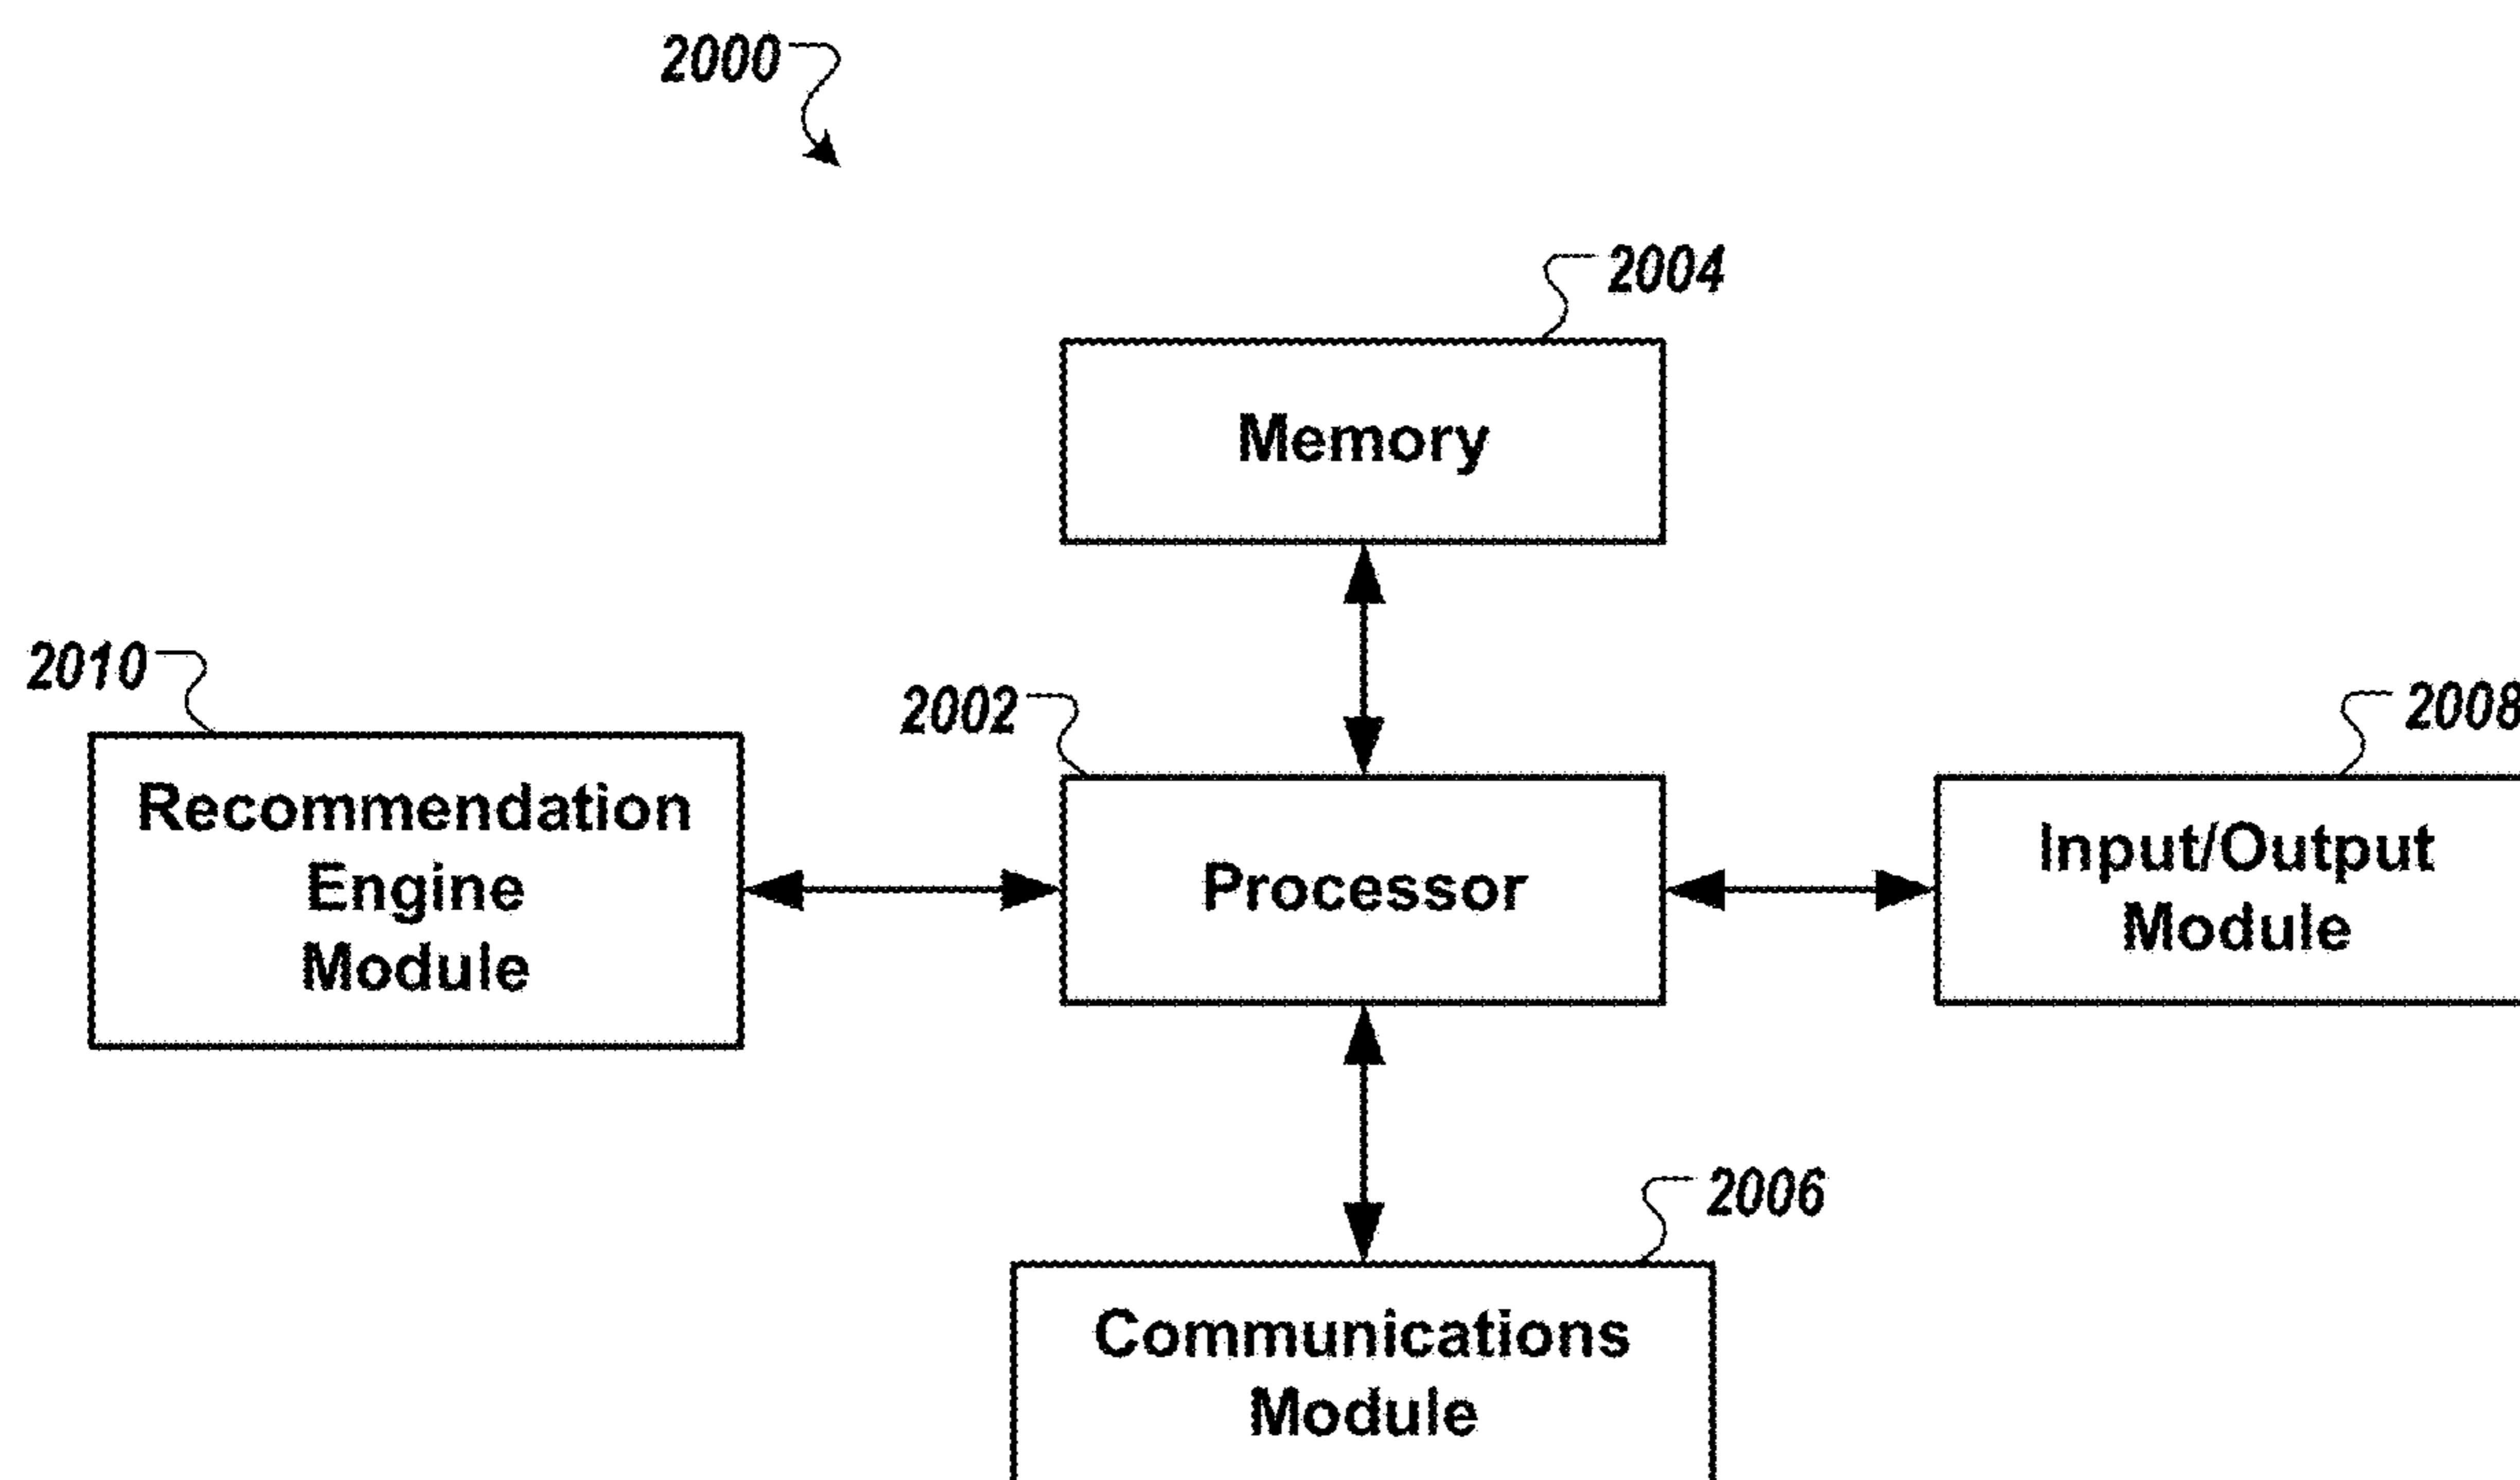 2000
2004
Memory
2010
2002
2008
Recommendation
Engine
Module
Processor
Input/Output
Module
2006
Communications
Module